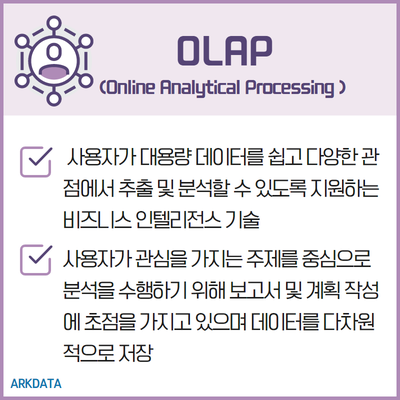 OLAP
(Online Analytical Processing )
사용자가 대용량 데이터를 쉽고 다양한 관
점에서 추출 및 분석할 수 있도록 지원하는
비즈니스 인텔리전스 기술
사용자가 관심을 가지는 주제를 중심으로
분석을 수행하기 위해 보고서 및 계획 작성
에 초점을 가지고 있으며 데이터를 다차원
적으로 저장
ARKDATA